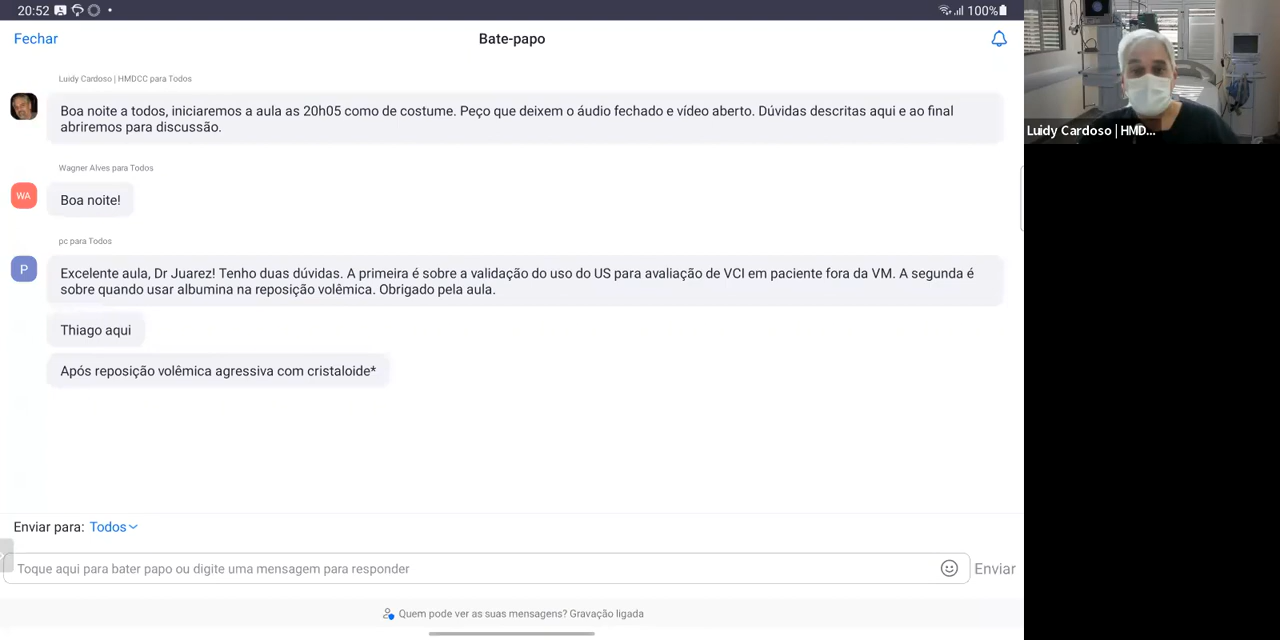 20:52
100%
Fechar
Bate-papo
Luidy Cardoso | HMDCC para Todos
Boa noite a todos, iniciaremos a aula as 20h05 como de costume. Peço que deixem o áudio fechado e vídeo aberto. Dúvidas descritas aqui e ao final
abriremos para discussão.
Wagner Alves para Todos
WA
Boa noite!
pc para Todos
P
Excelente aula, Dr Juarez! Tenho duas dúvidas. A primeira é sobre a validação do uso do US para avaliação de VCI em paciente fora da VM. A segunda é
sobre quando usar albumina na reposição volêmica. Obrigado pela aula.
Thiago aqui
Após reposição volêmica agressiva com cristaloide*
Enviar para: Todos
Toque aqui para bater papo ou digite uma mensagem para responder
Enviar
Quem pode ver as suas mensagens? Gravação ligada
Luidy Cardoso | HMD...